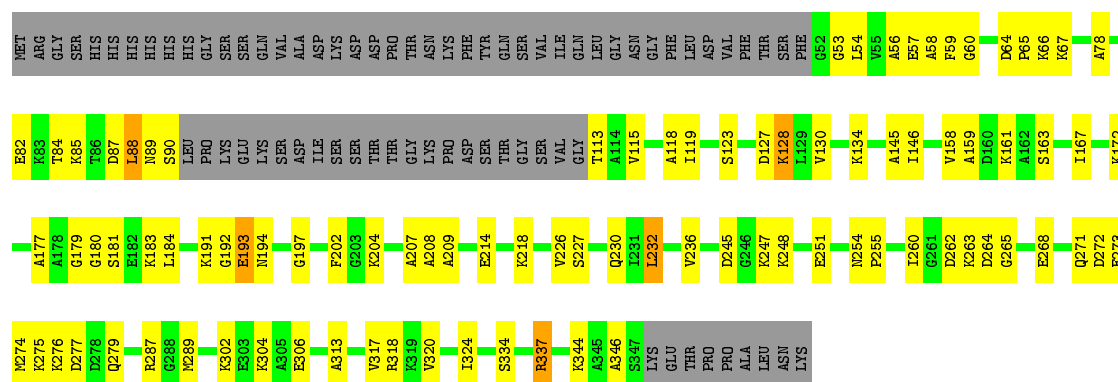 MET ARG GLY SER HIS HIS HIS HIS HIS HIS GLY SER SER GLN VAL ALA ASP LYS ASP ASP PRO THR ASN LYS PHE TYR GLN SER VAL ILE GLN LEU GLY ASN GLY PHE LEU ASP VAL PHE THR SER PHE G52 G53 L54 V55 A56 E57 A58 F59 G60 D64 P65 K66 K67 A78
E82 K83 T84 K85 T86 D87 L88 N89 S90 LEU PRO LYS GLU LYS SER ASP ILE SER SER THR THR GLY LYS PRO ASP SER THR GLY SER VAL GLY T113 A114 V115 A118 I119 S123 D127 K128 L129 V130 K134 A145 I146 V158 A159 D160 K161 A162 S163 I167 K172
A177 A178 G179 G180 S181 E182 K183 L184 K191 G192 E193 N194 G197 F202 G203 K204 A207 A208 A209 E214 K218 V226 S227 Q230 I231 L232 V236 D245 G246 K247 K248 E251 N254 P255 I260 G261 D262 K263 D264 G265 E268 Q271 D272
M274 K275 K276 D277 D278 Q279 R287 G288 M289 K302 E303 K304 A305 E306 A313 V317 R318 K319 V320 I324 S334 R337 K344 A345 A346 S347 LYS GLU THR PRO PRO ALA LEU ASN LYS